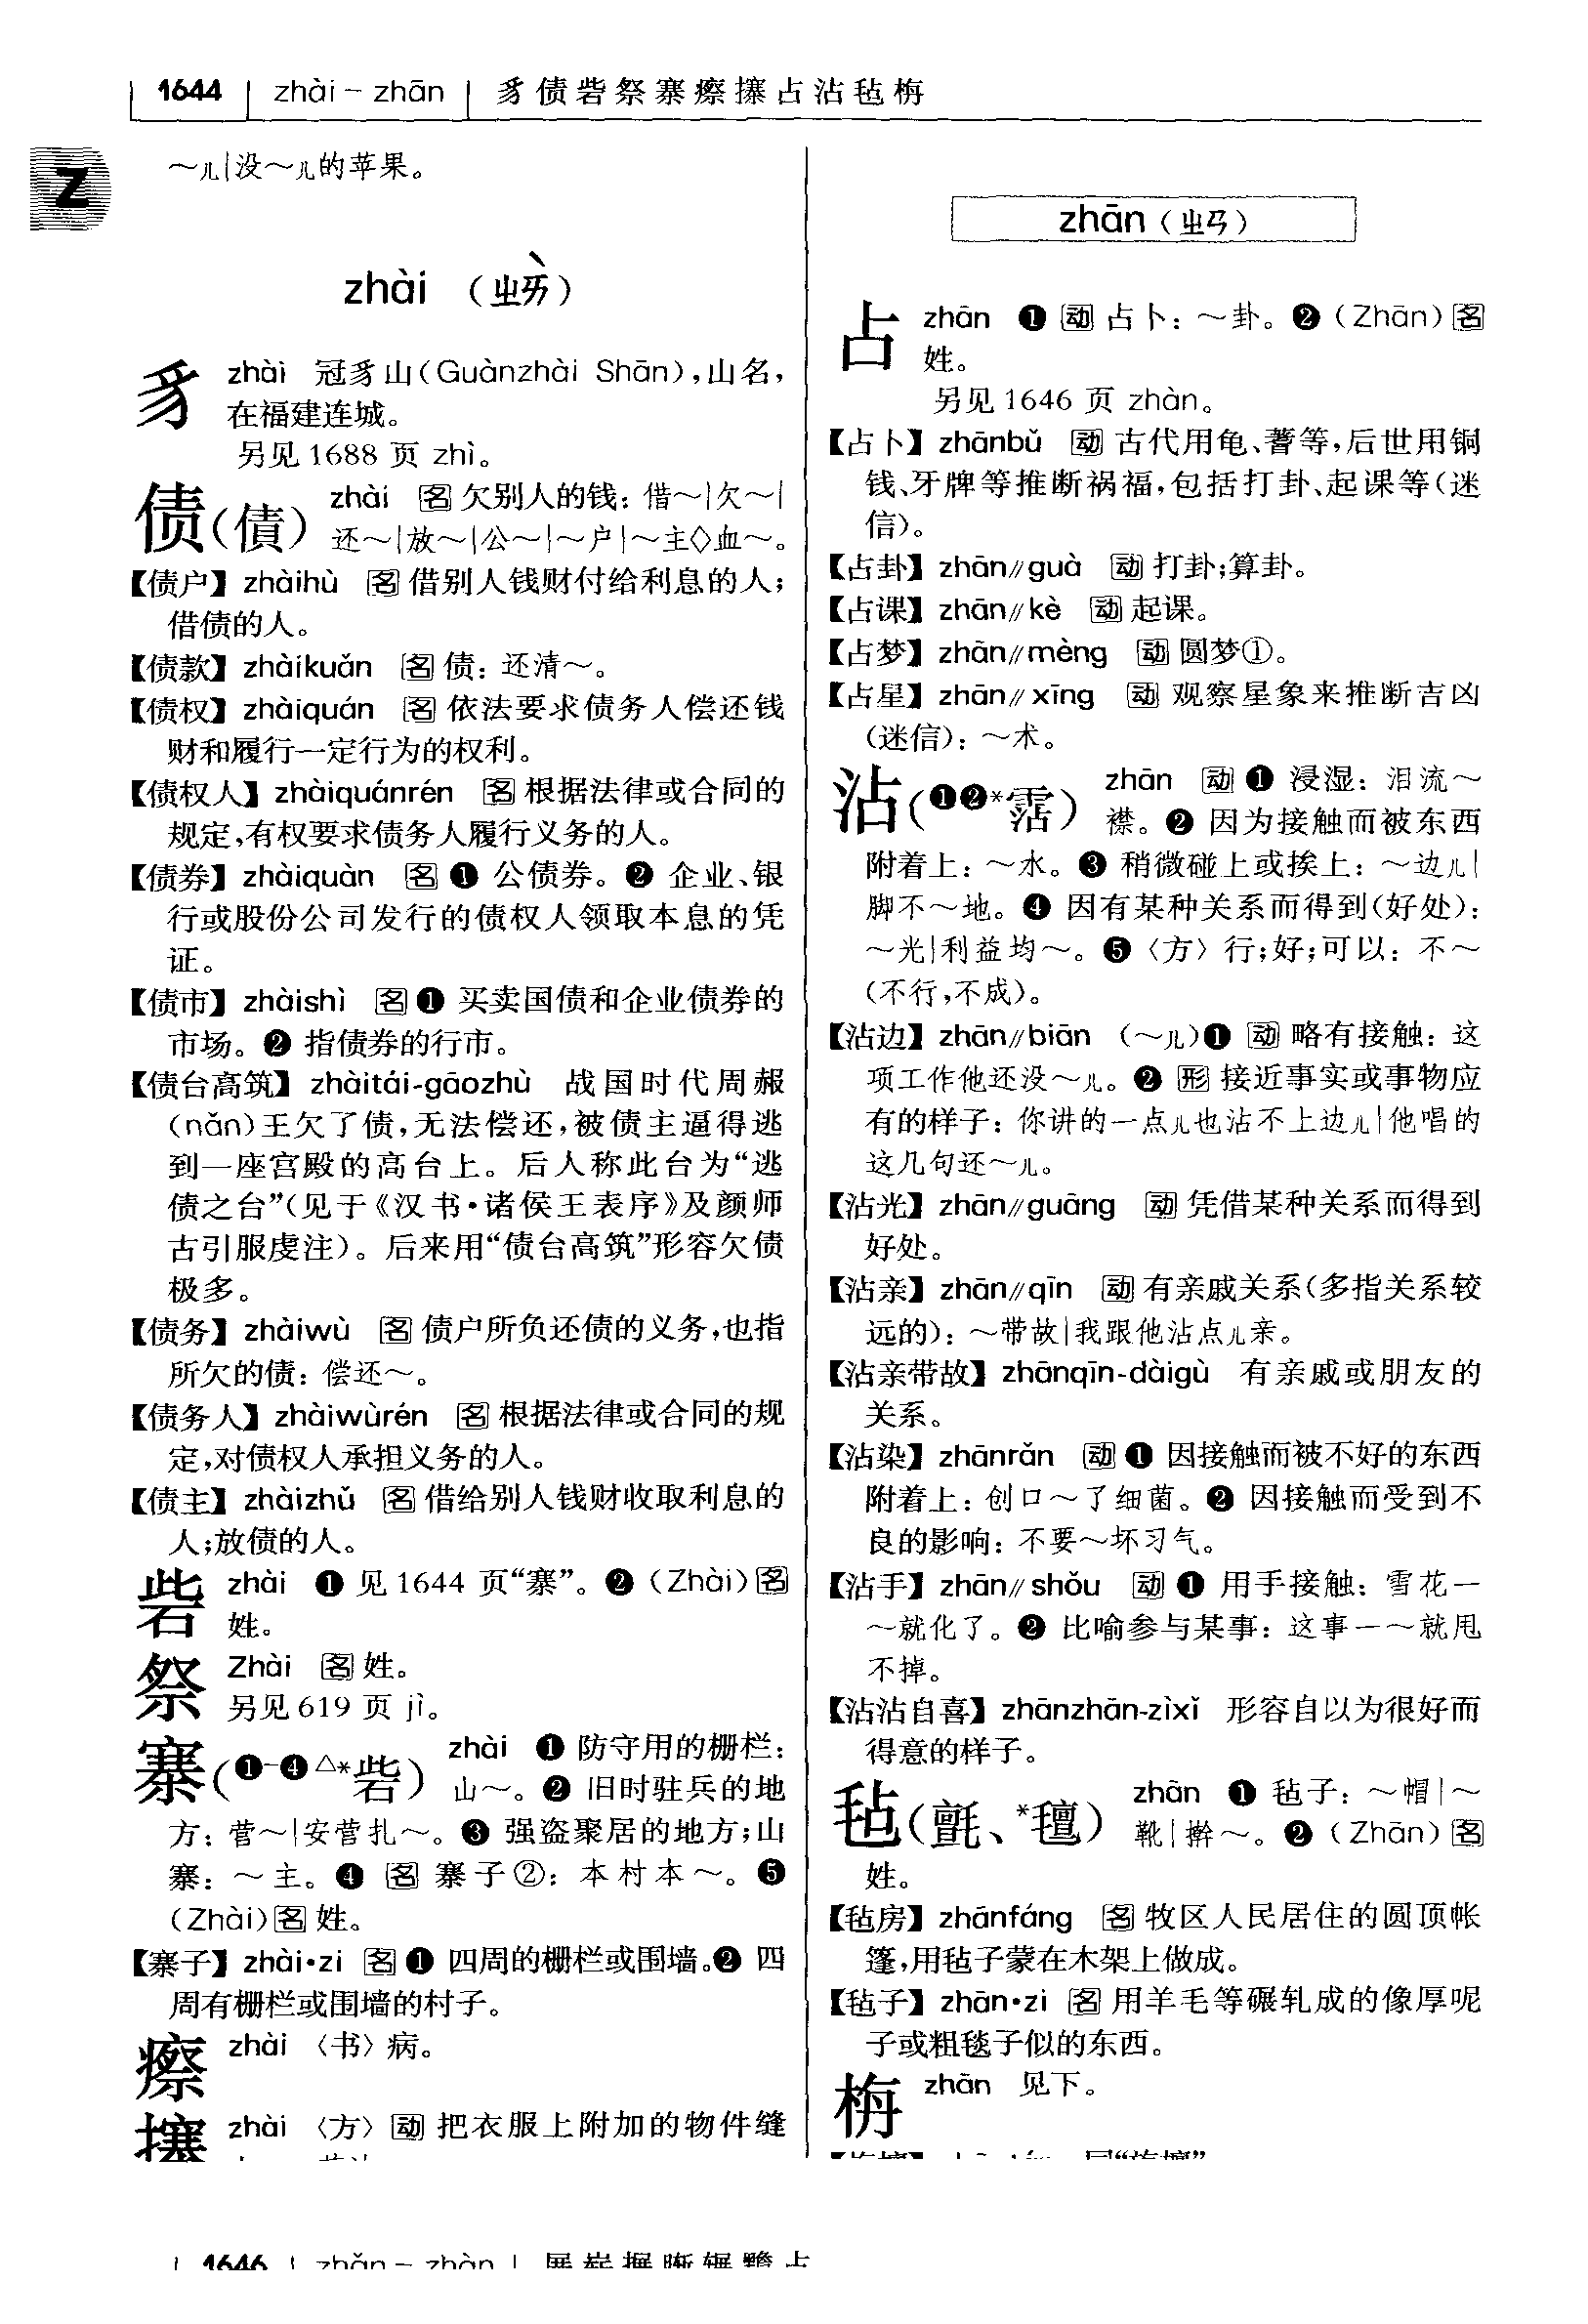 1644 zhài – zhān 豸债砦祭寨瘵攥占沾毡栴
Z
～儿|没～儿的苹果。
zhài （ㄓㄞˋ）
豸 zhài 冠豸山(Guànzhài Shān),山名,
在福建连城。
另见1688 页 zhì。
债(債) zhài 名 欠别人的钱：借～|欠～|
还～|放～|公～|～户|～主◇血～。
【债户】 zhàihù 名 借别人钱财付给利息的人;
借债的人。
【债款】 zhàikuǎn 名 债：还清～。
【债权】 zhàiquán 名 依法要求债务人偿还钱
财和履行一定行为的权利。
【债权人】 zhàiquánrén 名 根据法律或合同的
规定,有权要求债务人履行义务的人。
【债券】 zhàiquàn 名 ❶ 公债券。❷ 企业、银
行或股份公司发行的债权人领取本息的凭
证。
【债市】 zhàishì 名 ❶ 买卖国债和企业债券的
市场。❷ 指债券的行市。
【债台高筑】 zhàitái-gāozhù 战国时代周赧
(nǎn)王欠了债,无法偿还,被债主逼得逃
到一座宫殿的高台上。后人称此台为“逃
债之台”(见于《汉书·诸侯王表序》及颜师
古引服虔注)。后来用“债台高筑”形容欠债
极多。
【债务】 zhàiwù 名 债户所负还债的义务,也指
所欠的债：偿还～。
【债务人】 zhàiwùrén 名 根据法律或合同的规
定,对债权人承担义务的人。
【债主】 zhàizhǔ 名 借给别人钱财收取利息的
人;放债的人。
砦 zhài ❶ 见1644 页“寨”。❷（Zhài）名
姓。
祭 Zhài 名 姓。
另见619 页 jì。
寨(❶-❹△*砦) zhài ❶ 防守用的栅栏：
山～。❷ 旧时驻兵的地
方：营～|安营扎～。❸ 强盗聚居的地方;山
寨：～主。❹ 名 寨子②：本村本～。❺
(Zhài)名 姓。
【寨子】 zhài·zi 名 ❶ 四周的栅栏或围墙。❷ 四
周有栅栏或围墙的村子。
瘵 zhài 〈书〉病。
zhài 〈方〉动 把衣服上附加的物件缝
zhān（ㄓㄢ）
占 zhān ❶ 动 占卜：～卦。❷（Zhān）名
姓。
另见1646 页 zhàn。
【占卜】 zhānbǔ 动 古代用龟、蓍等,后世用铜
钱、牙牌等推断祸福,包括打卦、起课等(迷
信)。
【占卦】 zhān//guà 动 打卦;算卦。
【占课】 zhān//kè 动 起课。
【占梦】 zhān//mèng 动 圆梦①。
【占星】 zhān//xīng 动 观察星象来推断吉凶
(迷信)：～术。
沾(❶❷*霑) zhān 动 ❶ 浸湿：泪流～
襟。❷ 因为接触而被东西
附着上：～水。❸ 稍微碰上或挨上：～边儿|
脚不～地。❹ 因有某种关系而得到(好处)：
～光|利益均～。❺〈方〉行;好;可以：不～
(不行,不成)。
【沾边】 zhān//biān （～儿)❶ 动 略有接触：这
项工作他还没～儿。❷ 形 接近事实或事物应
有的样子：你讲的一点儿也沾不上边儿|他唱的
这几句还～儿。
【沾光】 zhān//guāng 动 凭借某种关系而得到
好处。
【沾亲】 zhān//qīn 动 有亲戚关系(多指关系较
远的)：～带故|我跟他沾点儿亲。
【沾亲带故】 zhānqīn-dàigù 有亲戚或朋友的
关系。
【沾染】 zhānrǎn 动 ❶ 因接触而被不好的东西
附着上：创口～了细菌。❷ 因接触而受到不
良的影响：不要～坏习气。
【沾手】 zhān//shǒu 动 ❶ 用手接触：雪花一
～就化了。❷ 比喻参与某事：这事一～就甩
不掉。
【沾沾自喜】 zhānzhān-zìxǐ 形容自以为很好而
得意的样子。
毡(氈、*氊) zhān ❶ 毡子：～帽|～
靴|擀～。❷（Zhān）名
姓。
【毡房】 zhānfáng 名 牧区人民居住的圆顶帐
篷,用毡子蒙在木架上做成。
【毡子】 zhān·zi 名 用羊毛等碾轧成的像厚呢
子或粗毯子似的东西。
栴 zhān 见下。
1646 zhǎn – zhàn